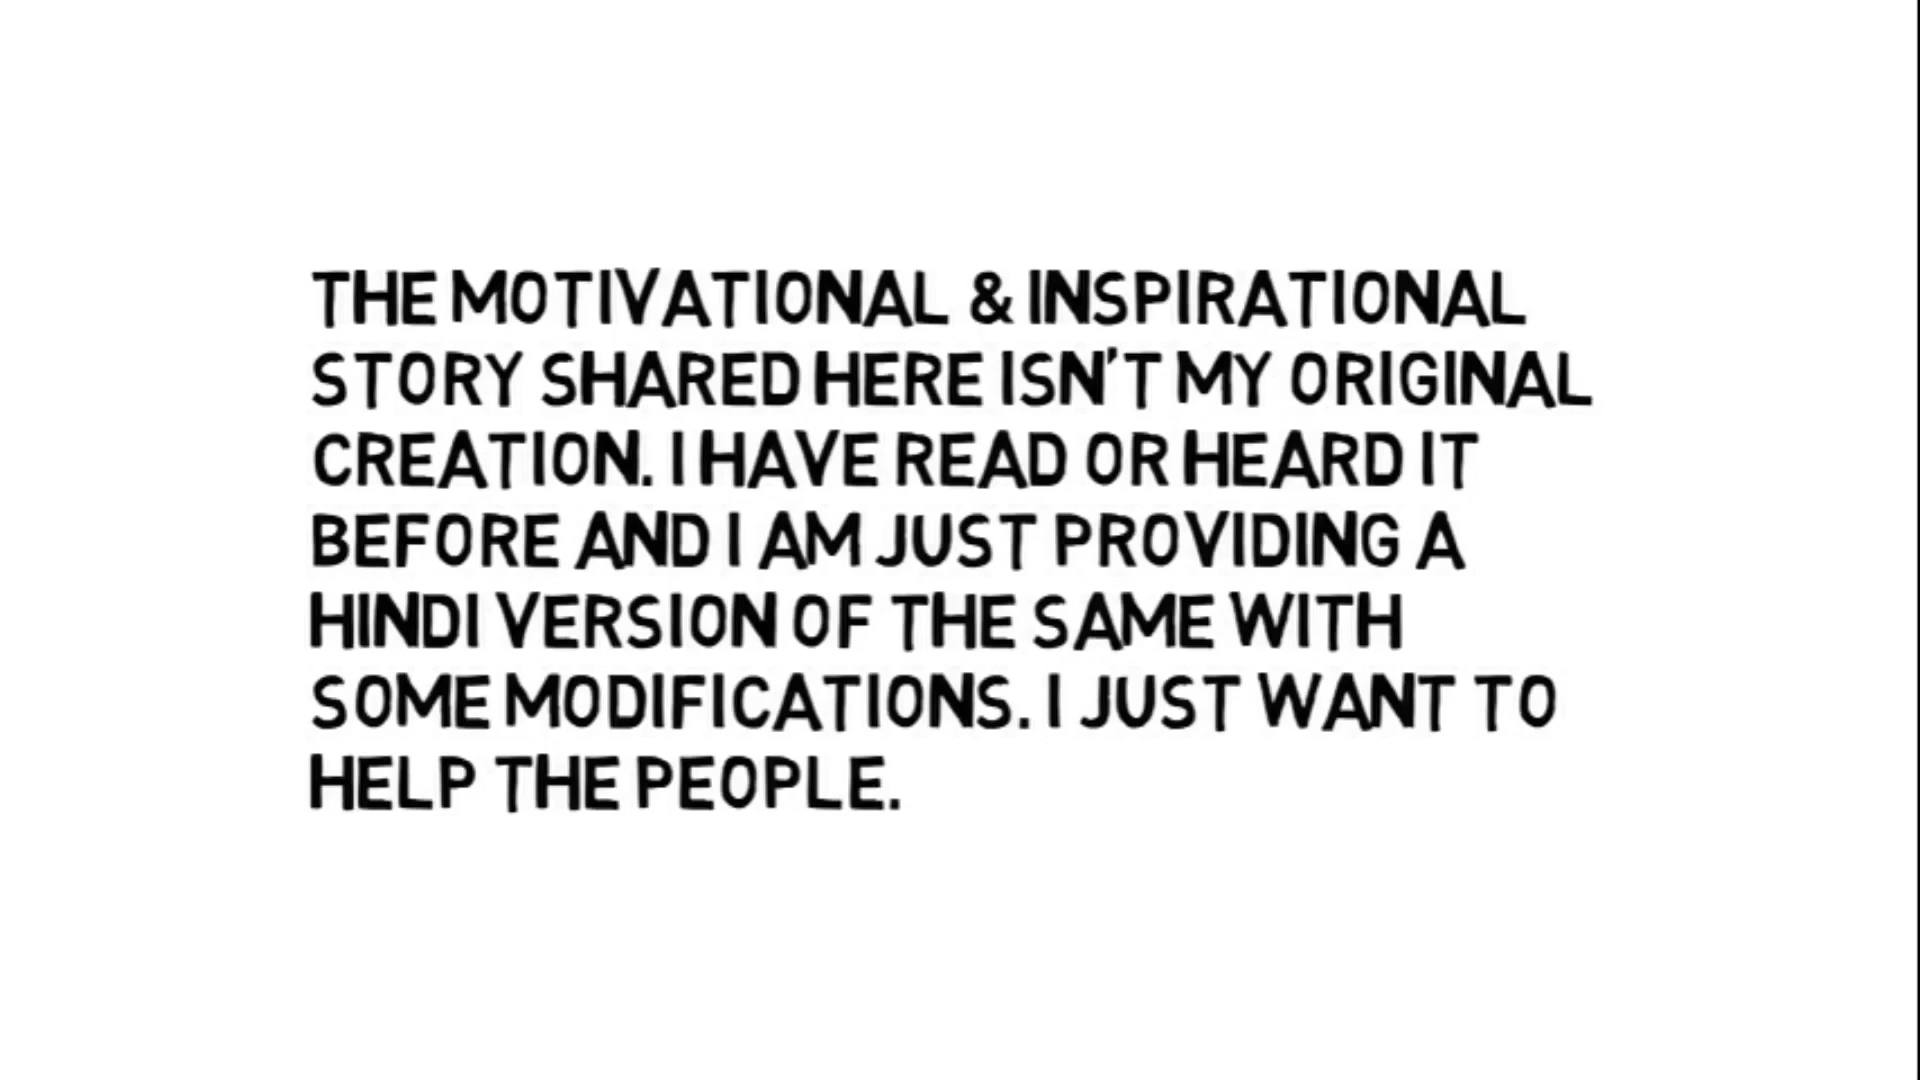 THE MOTIVATIONAL & INSPIRATIONAL
STORY SHARED HERE ISN'T MY ORIGINAL
CREATION. I HAVE READ OR HEARD IT
BEFORE AND I AM JUST PROVIDING A
HINDI VERSION OF THE SAME WITH
SOME MODIFICATIONS. I JUST WANT TO
HELP THE PEOPLE.